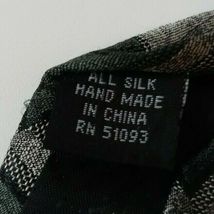 ALL SILK
HAND MADE
IN CHINA
RN 51093